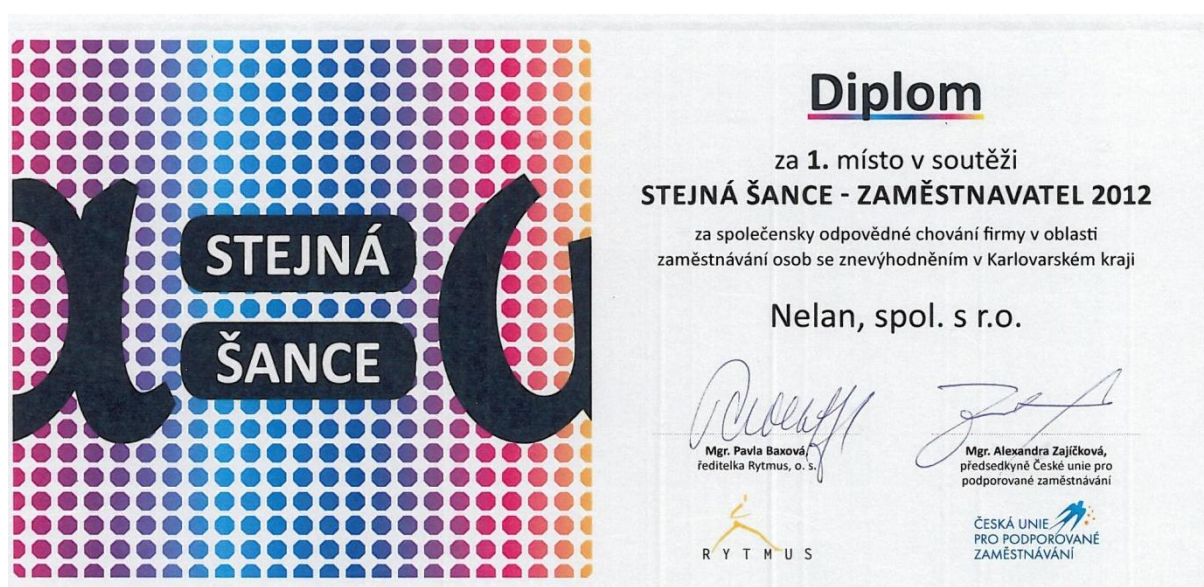 STEJNÁ
ŠANCE
Diplom
za 1. místo v soutěži
STEJNÁ ŠANCE - ZAMĚSTNAVATEL 2012
za společensky odpovědné chování firmy v oblasti
zaměstnávání osob se znevýhodněním v Karlovarském kraji
Nelan, spol. s r.o.
Mgr. Pavla Baxová,
ředitelka Rytmus, o. s.
Mgr. Alexandra Zajíčková,
předsedkyně České unie pro
podporované zaměstnávání
RYTMUS
ČESKÁ UNIE
PRO PODPOROVANÉ
ZAMĚSTNÁVÁNÍ